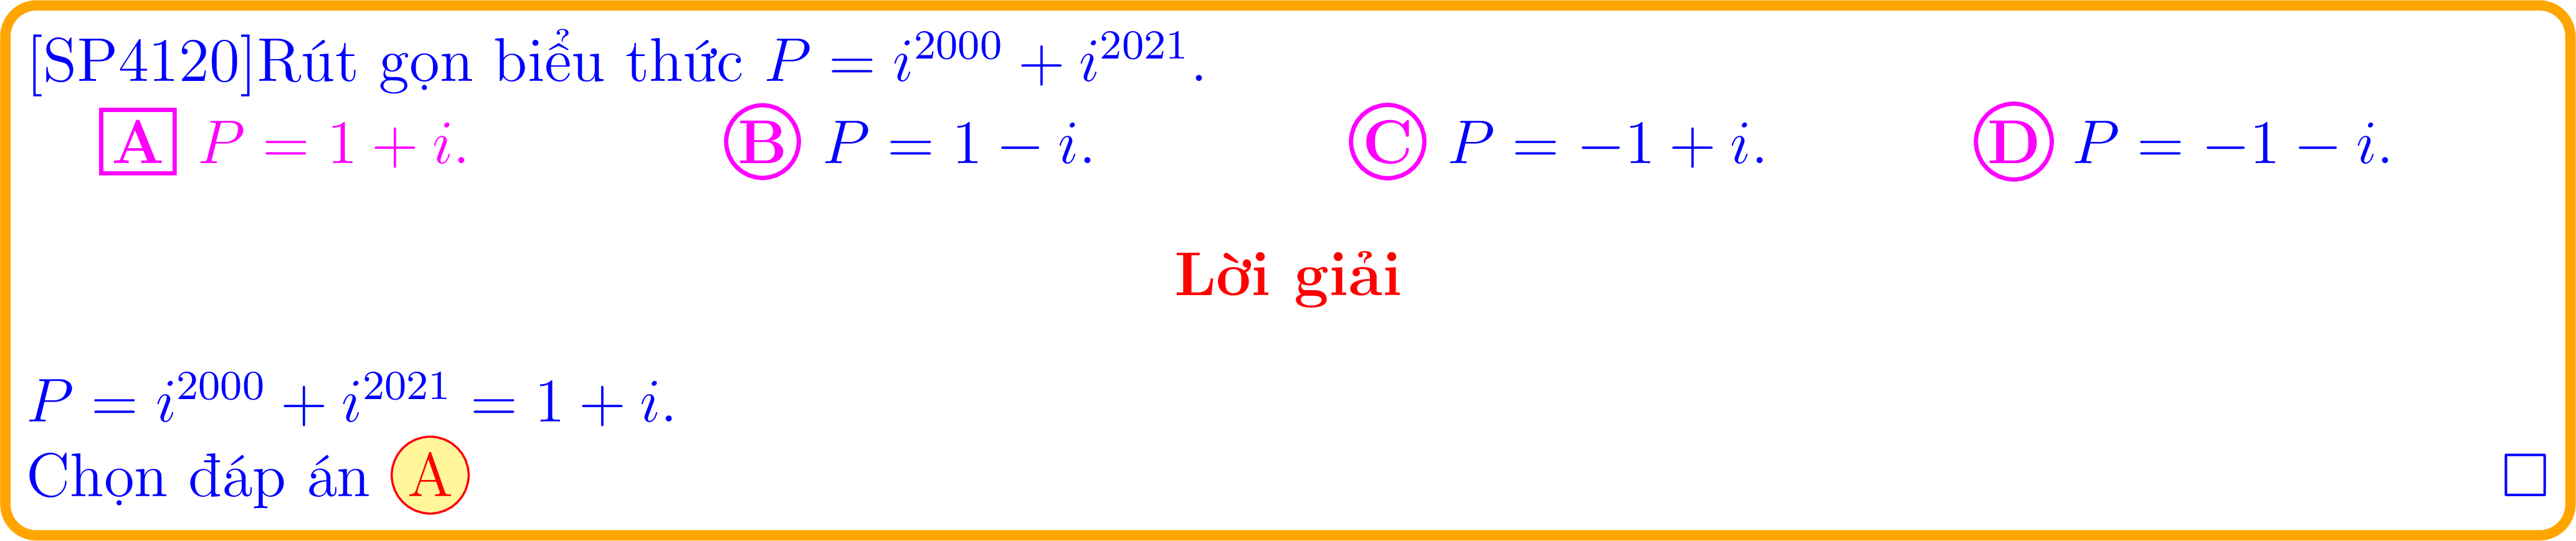 [SP4120]Rút gọn biểu thức P = i^2000 + i^2021.
A P = 1 + i. B P = 1 − i. C P = −1 + i. D P = −1 − i.
Lời giải
P = i^2000 + i^2021 = 1 + i.
Chọn đáp án A □